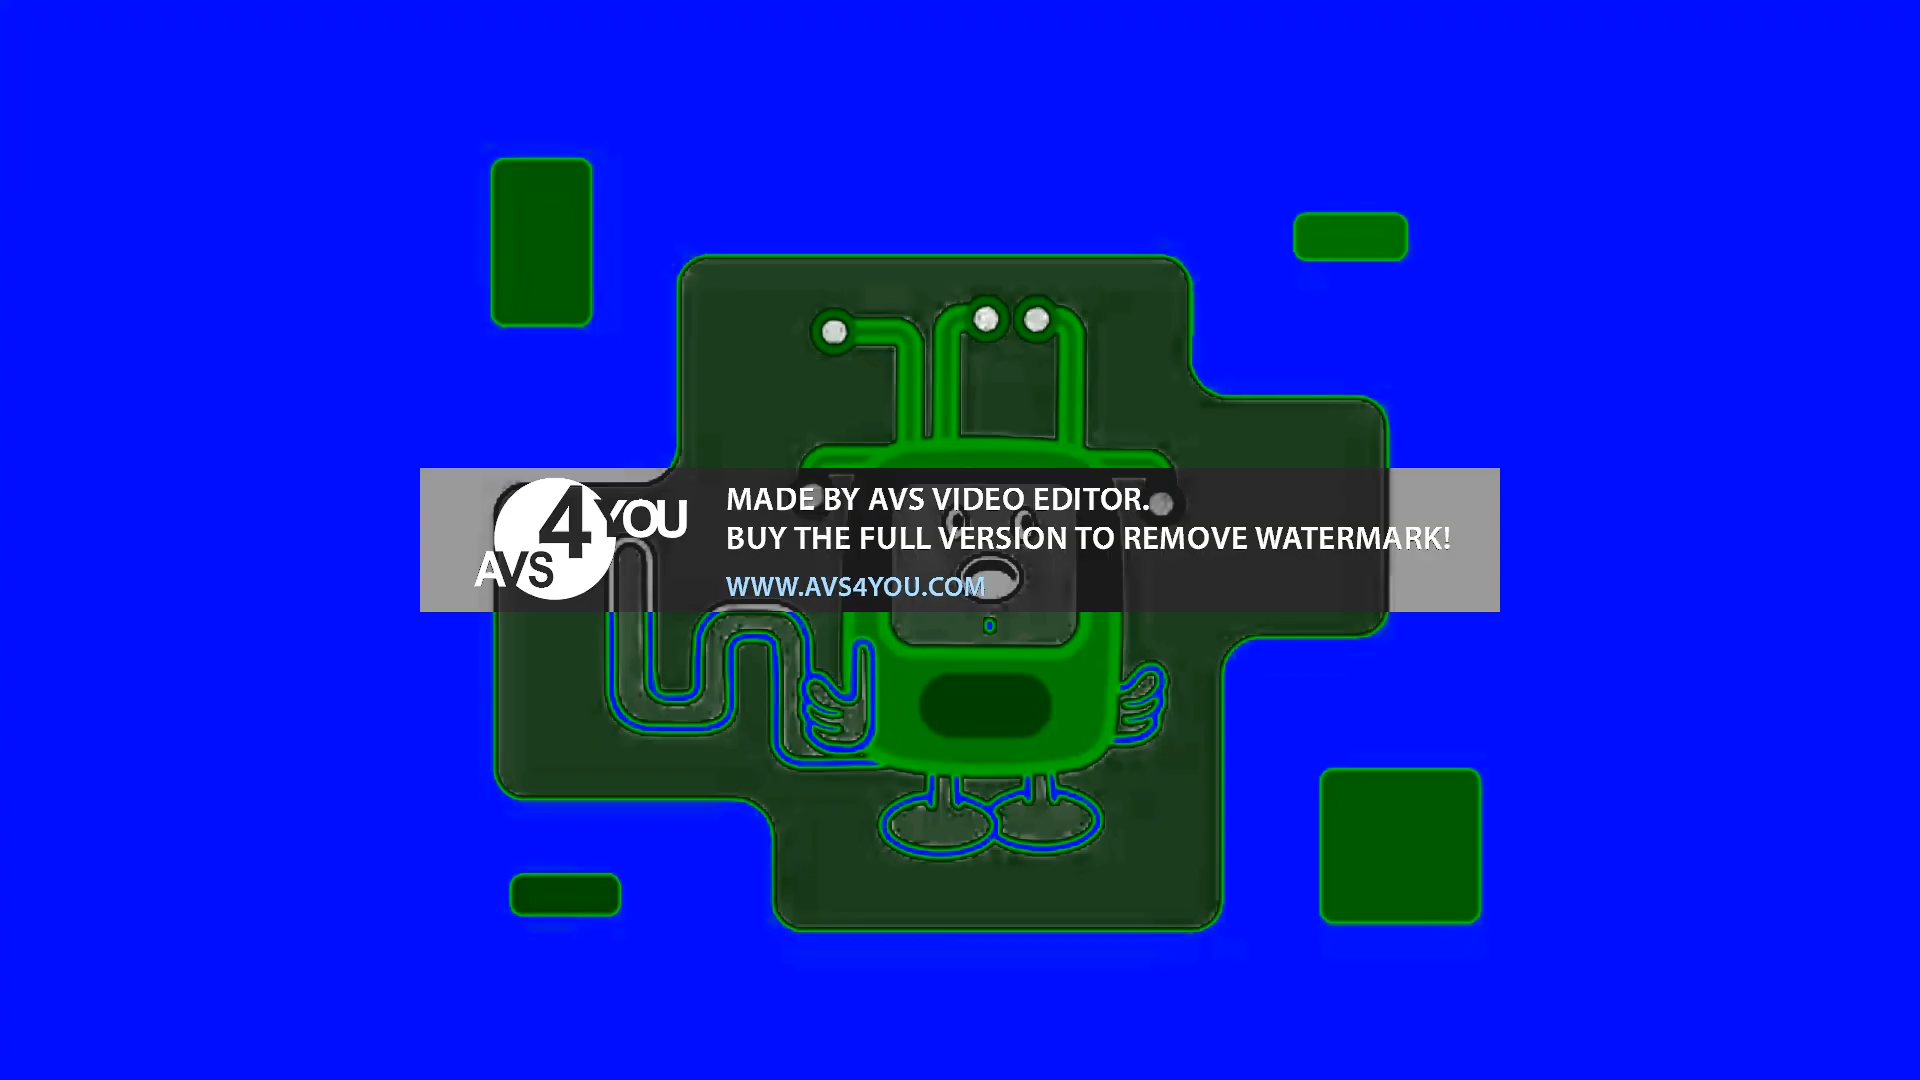 AVS4YOU
MADE BY AVS VIDEO EDITOR.
BUY THE FULL VERSION TO REMOVE WATERMARK!
WWW.AVS4YOU.COM